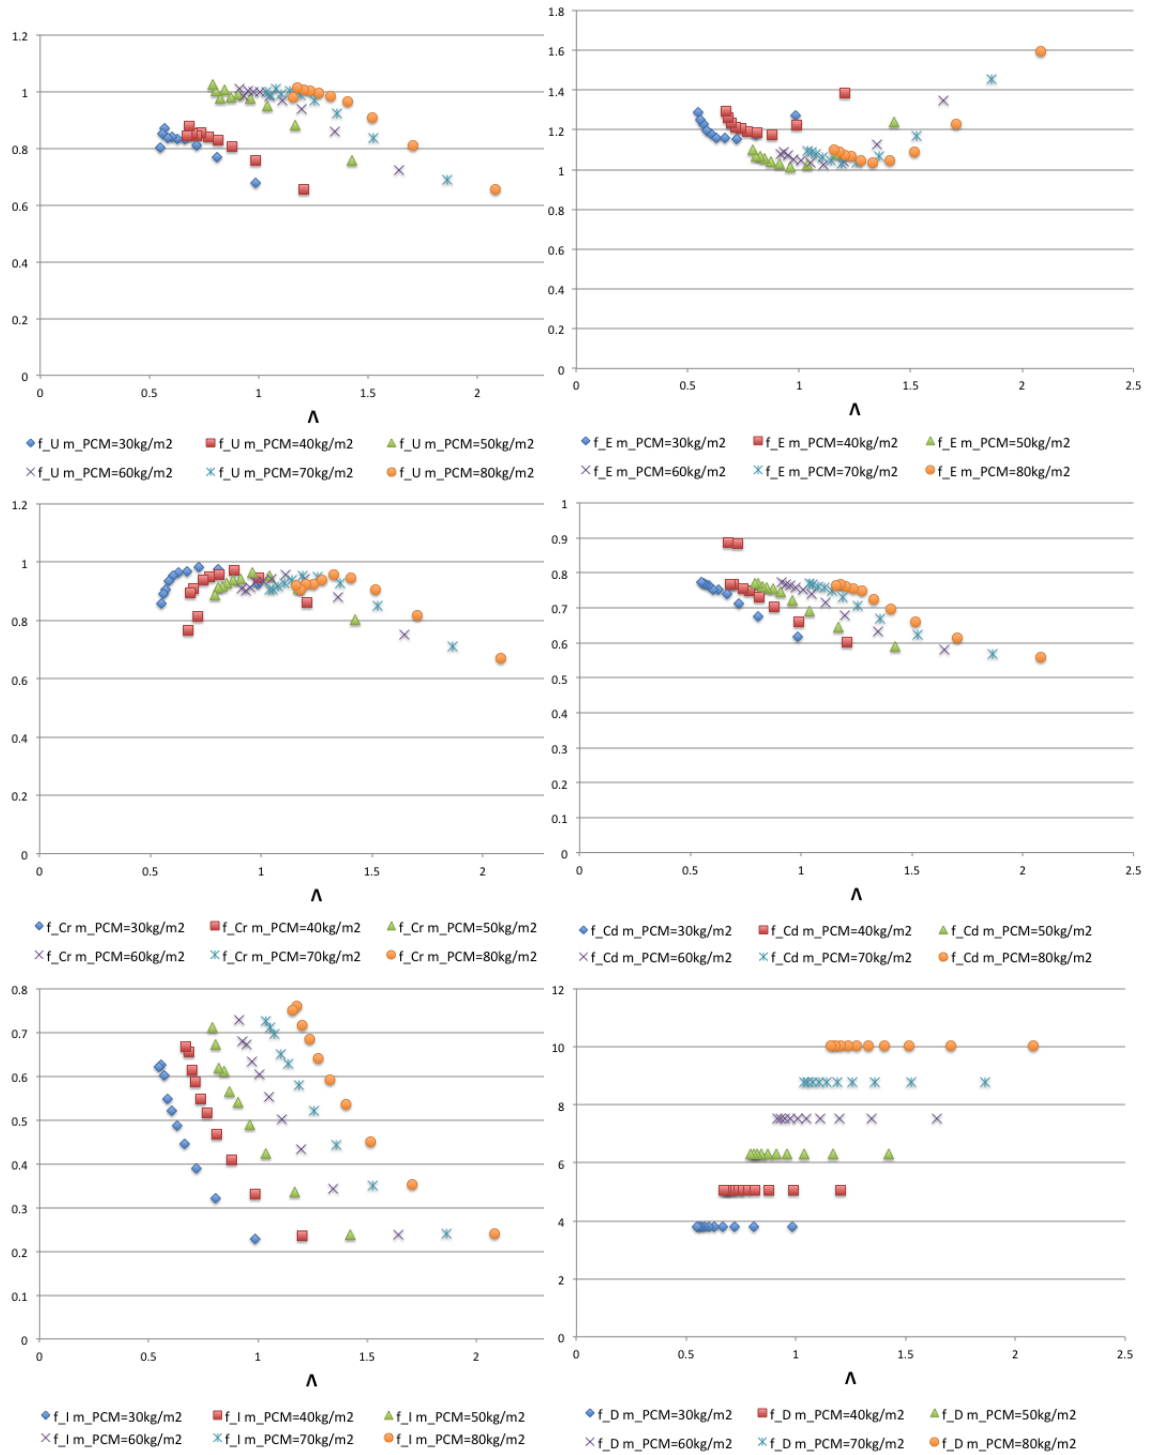 1.2
1
0.8
0.6
0.4
0.2
0
0 0.5 1 1.5 2
Λ
f_U m_PCM=30kg/m2 f_U m_PCM=40kg/m2 f_U m_PCM=50kg/m2
f_U m_PCM=60kg/m2 f_U m_PCM=70kg/m2 f_U m_PCM=80kg/m2
1.8
1.6
1.4
1.2
1
0.8
0.6
0.4
0.2
0
0 0.5 1 1.5 2 2.5
Λ
f_E m_PCM=30kg/m2 f_E m_PCM=40kg/m2 f_E m_PCM=50kg/m2
f_E m_PCM=60kg/m2 f_E m_PCM=70kg/m2 f_E m_PCM=80kg/m2
1.2
1
0.8
0.6
0.4
0.2
0
0 0.5 1 1.5 2
Λ
f_Cr m_PCM=30kg/m2 f_Cr m_PCM=40kg/m2 f_Cr m_PCM=50kg/m2
f_Cr m_PCM=60kg/m2 f_Cr m_PCM=70kg/m2 f_Cr m_PCM=80kg/m2
1
0.9
0.8
0.7
0.6
0.5
0.4
0.3
0.2
0.1
0
0 0.5 1 1.5 2 2.5
Λ
f_Cd m_PCM=30kg/m2 f_Cd m_PCM=40kg/m2 f_Cd m_PCM=50kg/m2
f_Cd m_PCM=60kg/m2 f_Cd m_PCM=70kg/m2 f_Cd m_PCM=80kg/m2
0.8
0.7
0.6
0.5
0.4
0.3
0.2
0.1
0
0 0.5 1 1.5 2
Λ
f_I m_PCM=30kg/m2 f_I m_PCM=40kg/m2 f_I m_PCM=50kg/m2
f_I m_PCM=60kg/m2 f_I m_PCM=70kg/m2 f_I m_PCM=80kg/m2
12
10
8
6
4
2
0
0 0.5 1 1.5 2 2.5
Λ
f_D m_PCM=30kg/m2 f_D m_PCM=40kg/m2 f_D m_PCM=50kg/m2
f_D m_PCM=60kg/m2 f_D m_PCM=70kg/m2 f_D m_PCM=80kg/m2